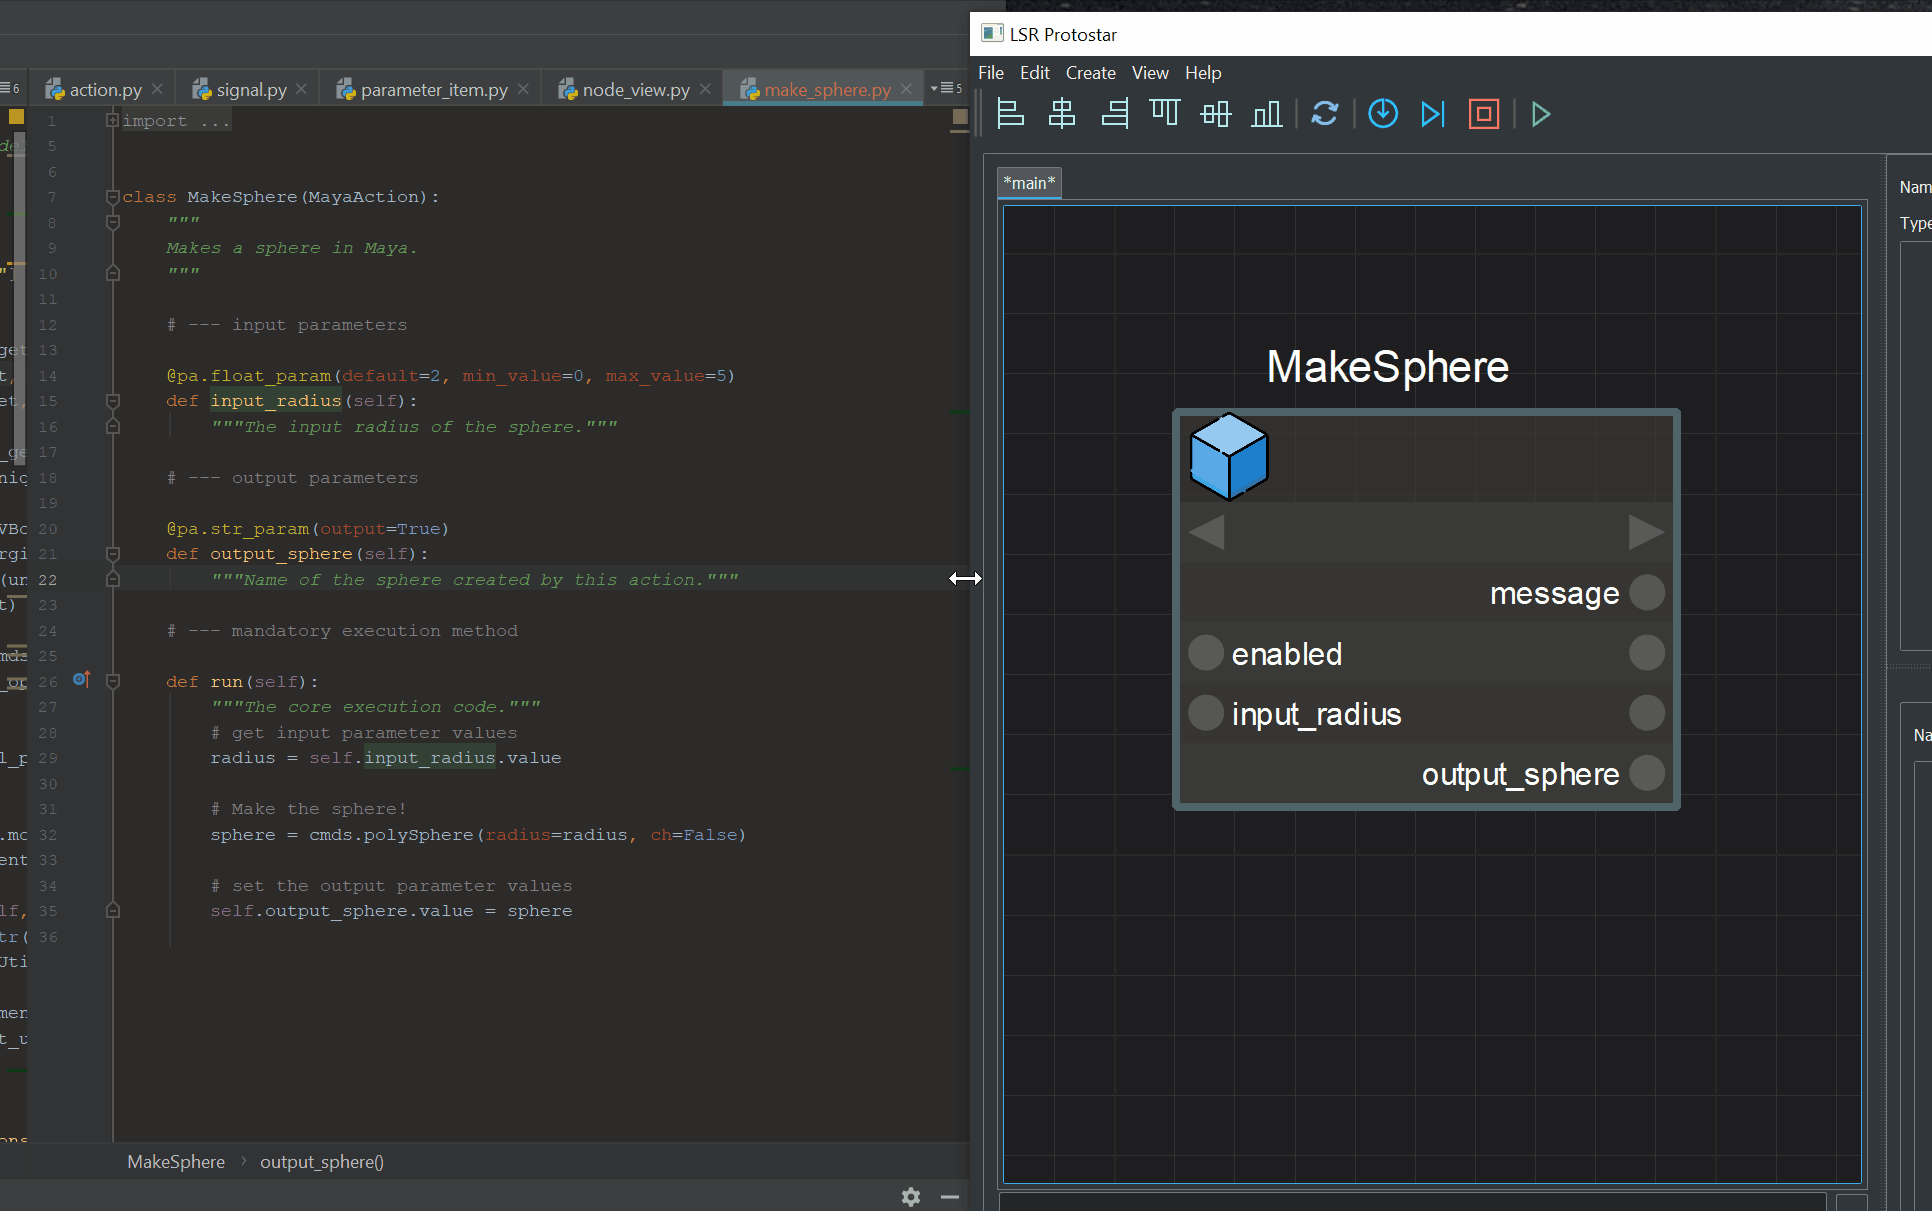 LSR Protostar
File Edit Create View Help
6 action.py signal.py parameter_item.py node_view.py make_sphere.py 5
1 import ...
5
6
7 class MakeSphere(MayaAction):
8 """
9 Makes a sphere in Maya.
10 """
11
12 # --- input parameters
13
14 @pa.float_param(default=2, min_value=0, max_value=5)
15 def input_radius(self):
16 """The input radius of the sphere."""
17
18 # --- output parameters
19
20 @pa.str_param(output=True)
21 def output_sphere(self):
22 """Name of the sphere created by this action."""
23
24 # --- mandatory execution method
25
26 def run(self):
27 """The core execution code."""
28 # get input parameter values
29 radius = self.input_radius.value
30
31 # Make the sphere!
32 sphere = cmds.polySphere(radius=radius, ch=False)
33
34 # set the output parameter values
35 self.output_sphere.value = sphere
36
MakeSphere › output_sphere()
*main*
MakeSphere
message
enabled
input_radius
output_sphere